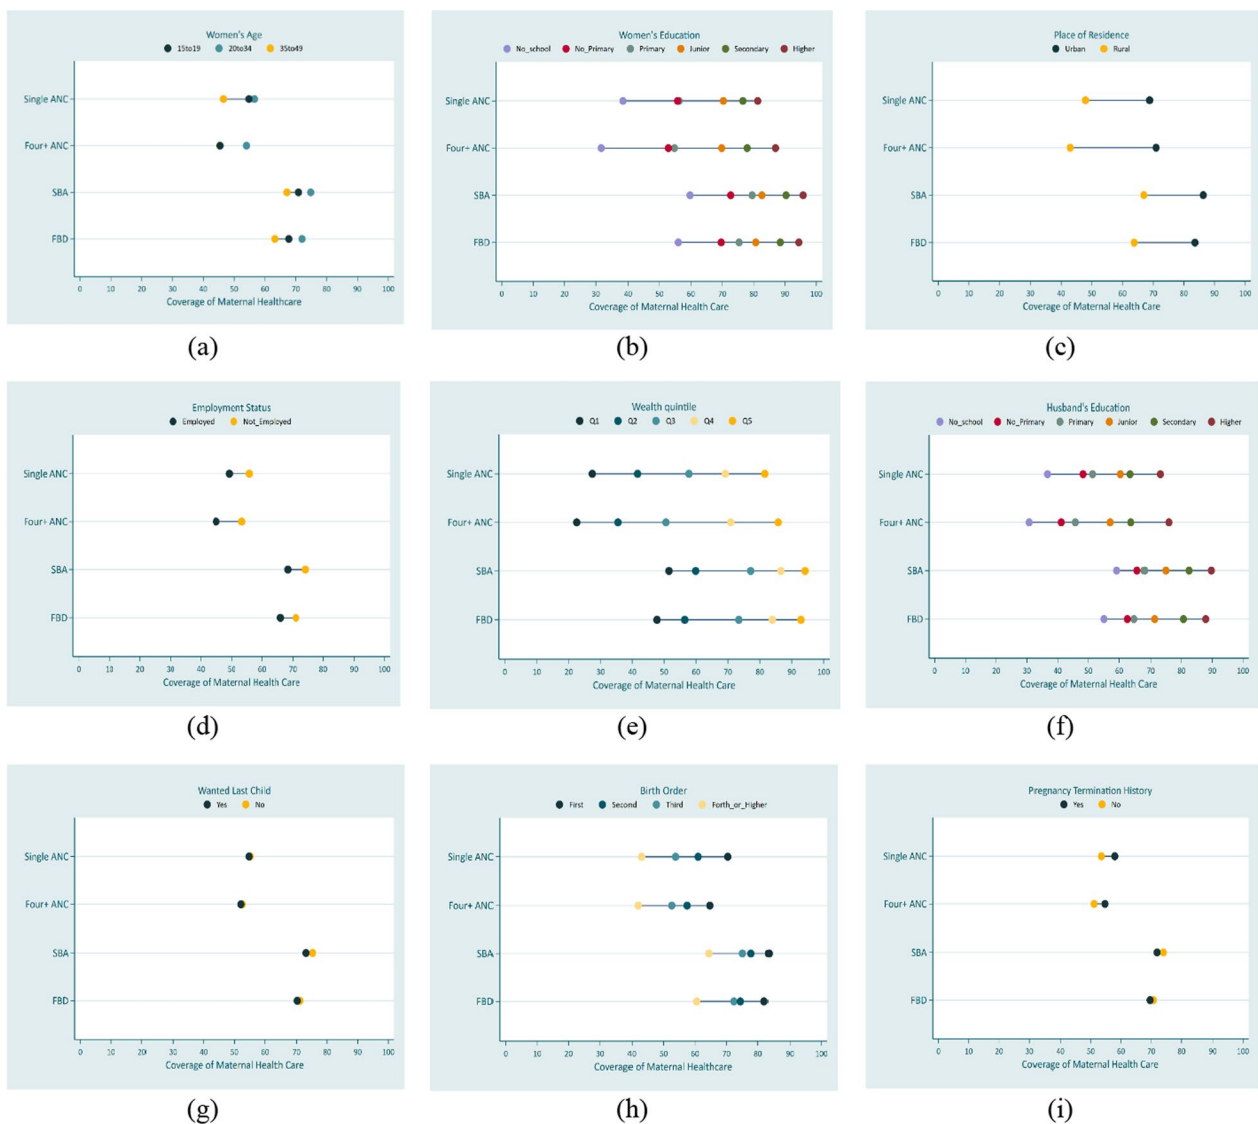 Women's Age
15to19 20to34 35to49
Single ANC
Four+ ANC
SBA
FBD
0 10 20 30 40 50 60 70 80 90 100
Coverage of Maternal Healthcare
(a)
Women's Education
No_school No_Primary Primary Junior Secondary Higher
Single ANC
Four+ ANC
SBA
FBD
0 10 20 30 40 50 60 70 80 90 100
Coverage of Maternal Health Care
(b)
Place of Residence
Urban Rural
Single ANC
Four+ ANC
SBA
FBD
0 10 20 30 40 50 60 70 80 90 100
Coverage of Maternal Health Care
(c)
Employment Status
Employed Not_Employed
Single ANC
Four+ ANC
SBA
FBD
0 10 20 30 40 50 60 70 80 90 100
Coverage of Maternal Health Care
(d)
Wealth quintile
Q1 Q2 Q3 Q4 Q5
Single ANC
Four+ ANC
SBA
FBD
0 10 20 30 40 50 60 70 80 90 100
Coverage of Maternal Health Care
(e)
Husband's Education
No_school No_Primary Primary Junior Secondary Higher
Single ANC
Four+ ANC
SBA
FBD
0 10 20 30 40 50 60 70 80 90 100
Coverage of Maternal Health Care
(f)
Wanted Last Child
Yes No
Single ANC
Four+ ANC
SBA
FBD
0 10 20 30 40 50 60 70 80 90 100
Coverage of Maternal Health Care
(g)
Birth Order
First Second Third Forth_or_Higher
Single ANC
Four+ ANC
SBA
FBD
0 10 20 30 40 50 60 70 80 90 100
Coverage of Maternal Healthcare
(h)
Pregnancy Termination History
Yes No
Single ANC
Four+ ANC
SBA
FBD
0 10 20 30 40 50 60 70 80 90 100
Coverage of Maternal Health Care
(i)